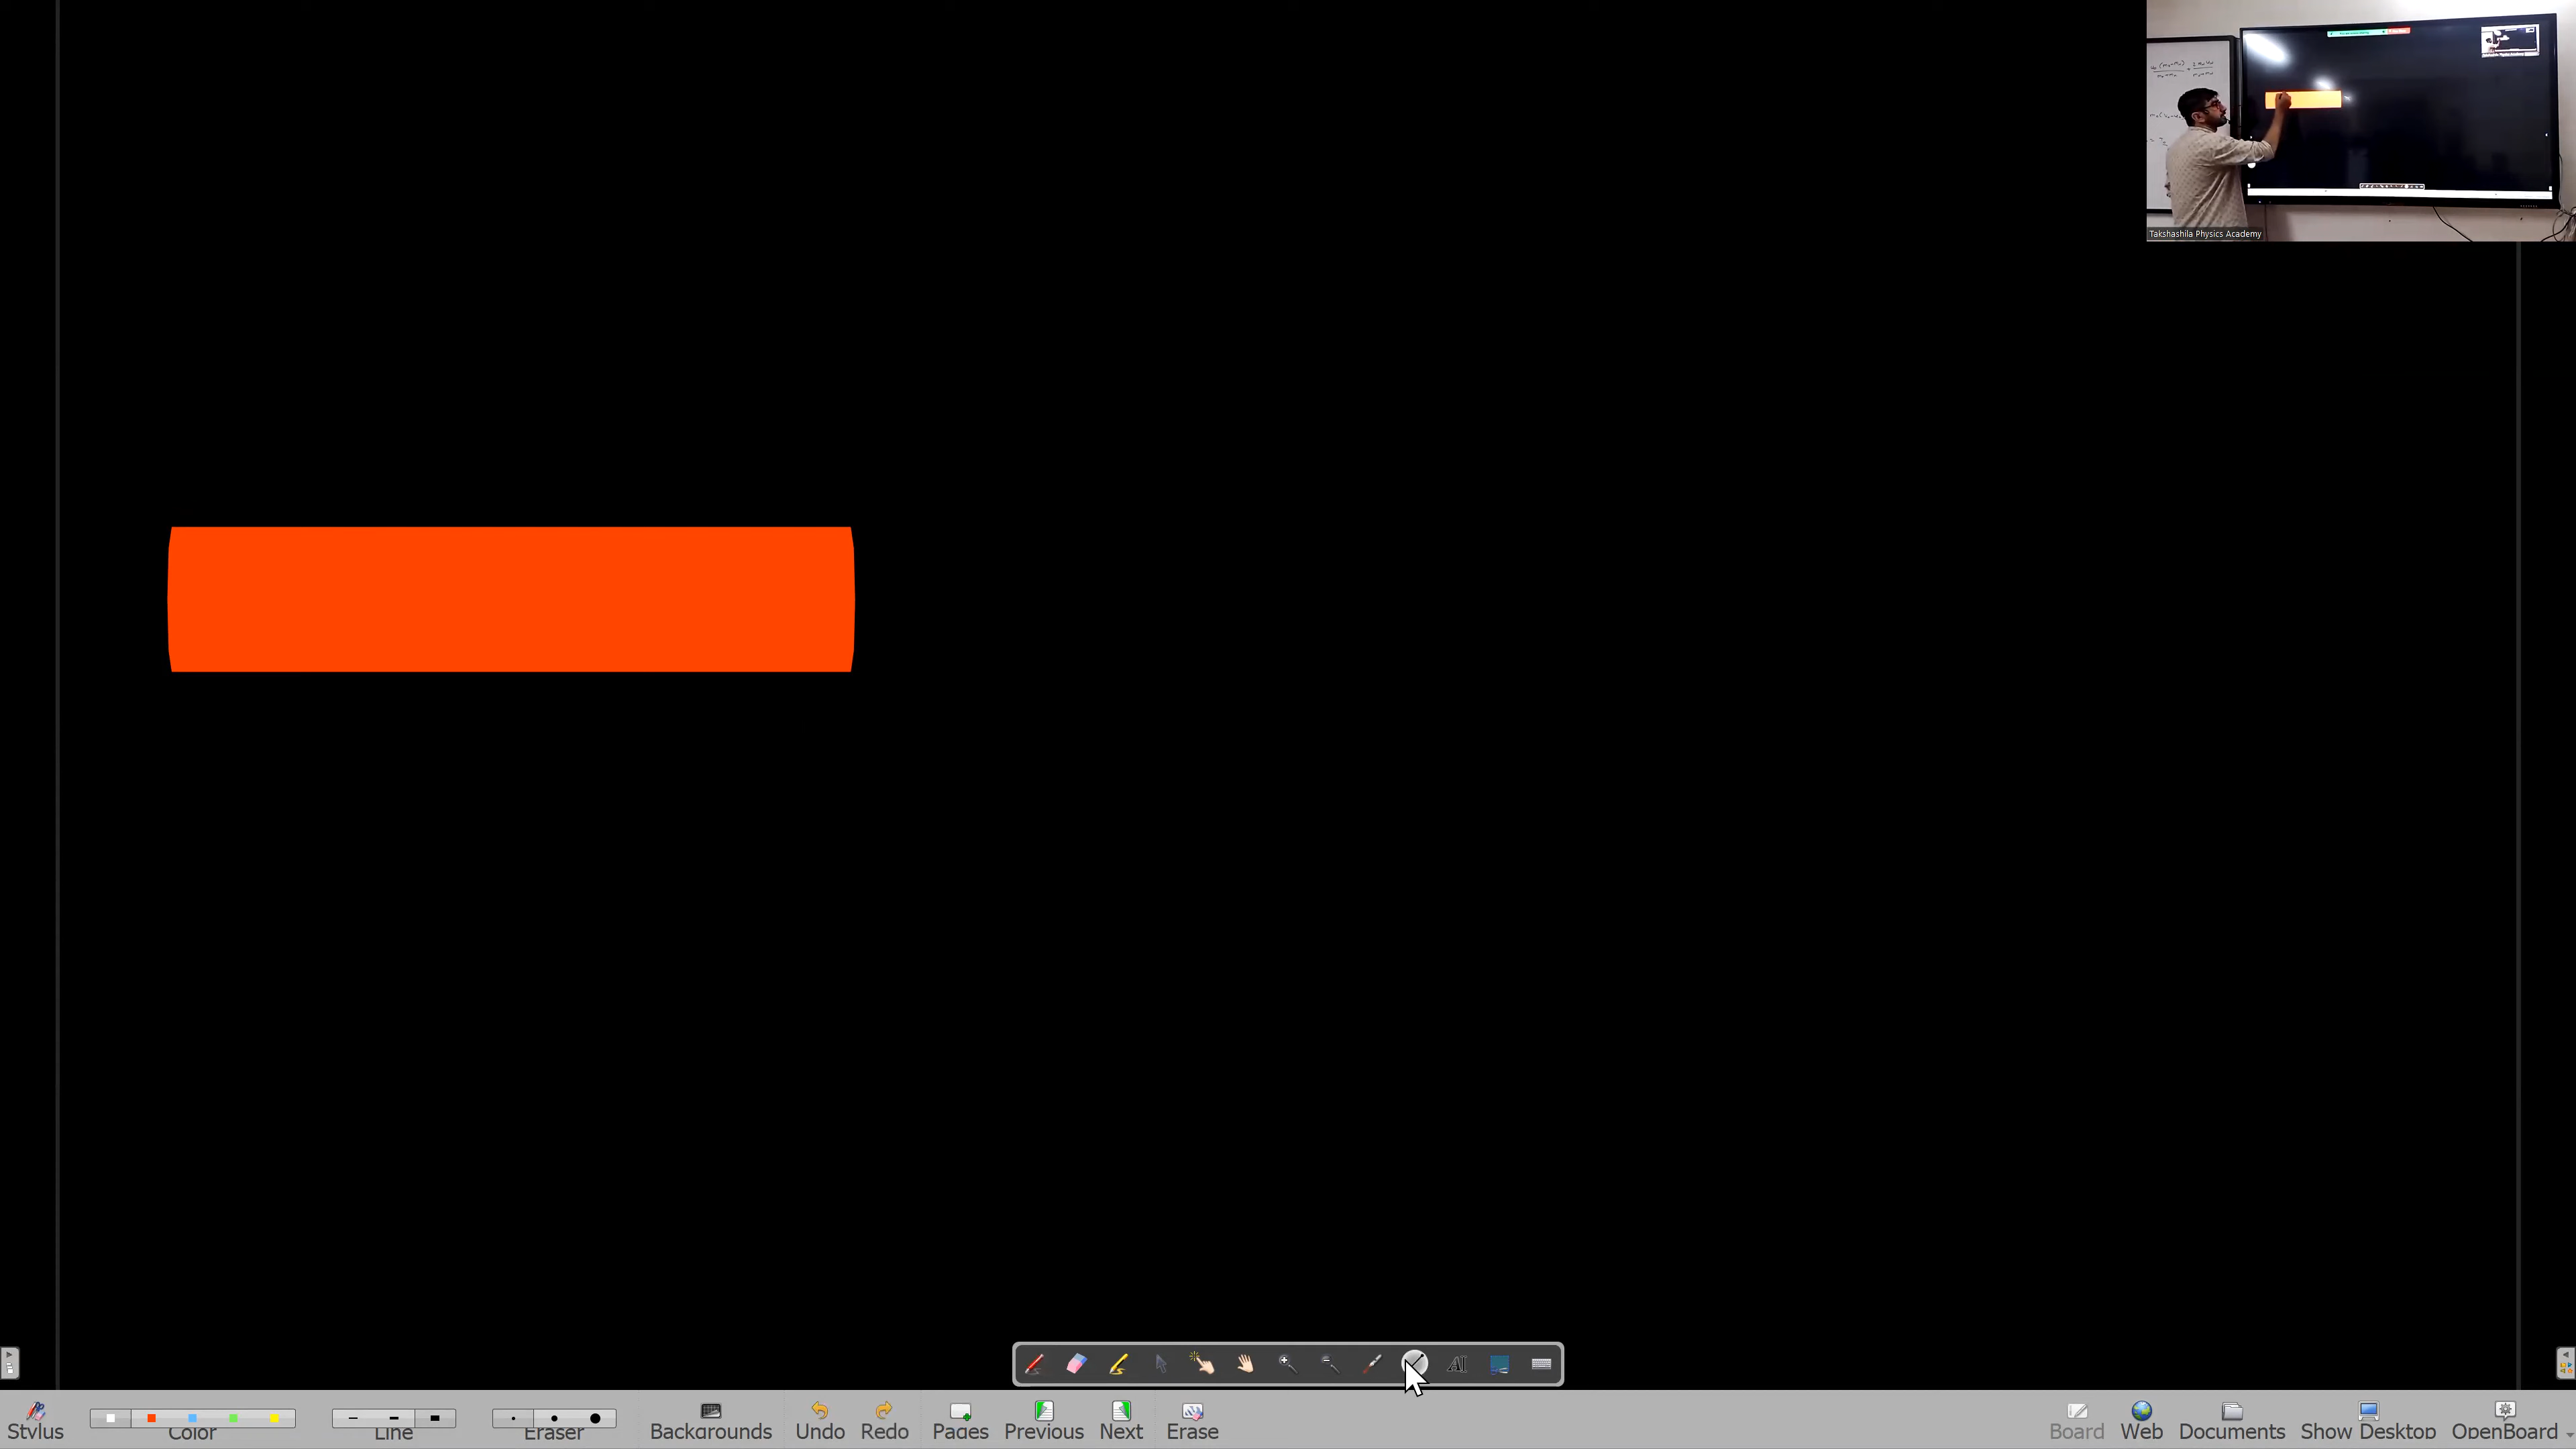 Takshashila Physics Academy
AI
Stylus
Color
Line
Eraser
Backgrounds
Undo
Redo
Pages
Previous
Next
Erase
Board
Web
Documents
Show Desktop
OpenBoard